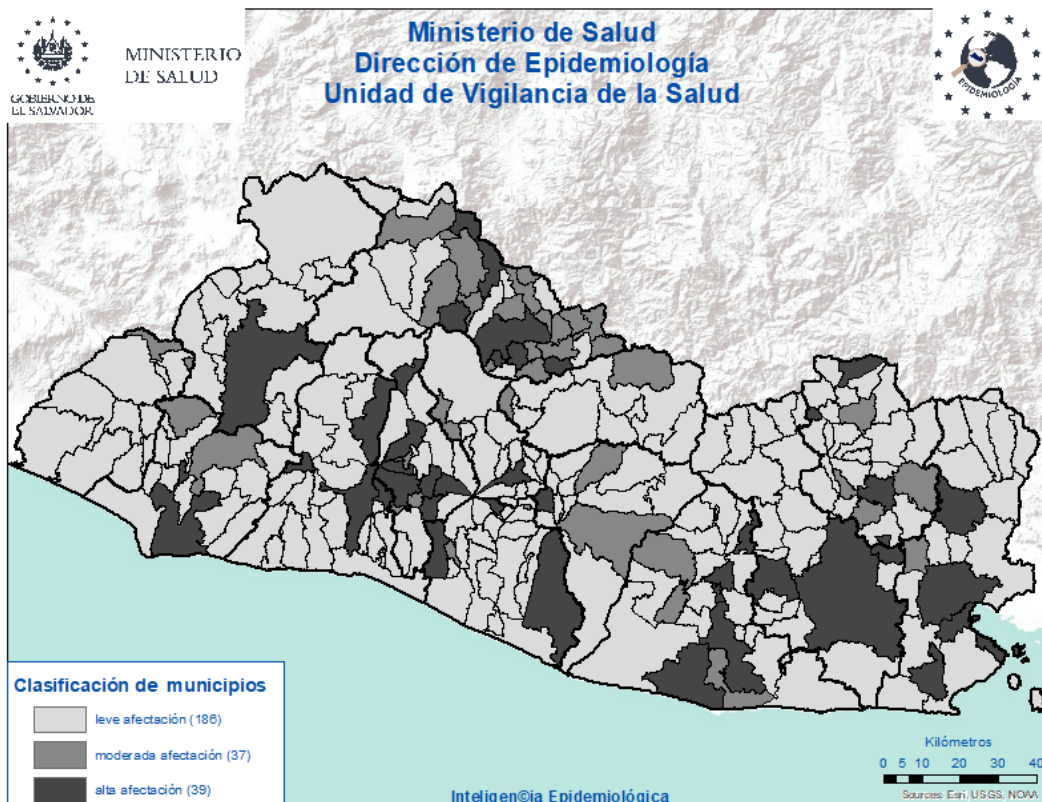 Ministerio de Salud
Dirección de Epidemiología
Unidad de Vigilancia de la Salud
MINISTERIO
DE SALUD
GOBIERNO DE
EL SALVADOR
EPIDEMIOLOGÍA
Clasificación de municipios
leve afectación (186)
moderada afectación (37)
alta afectación (39)
Inteligen©ia Epidemiológica
Kilómetros
0 5 10 20 30 40
Sources: Esri, USGS, NOAA